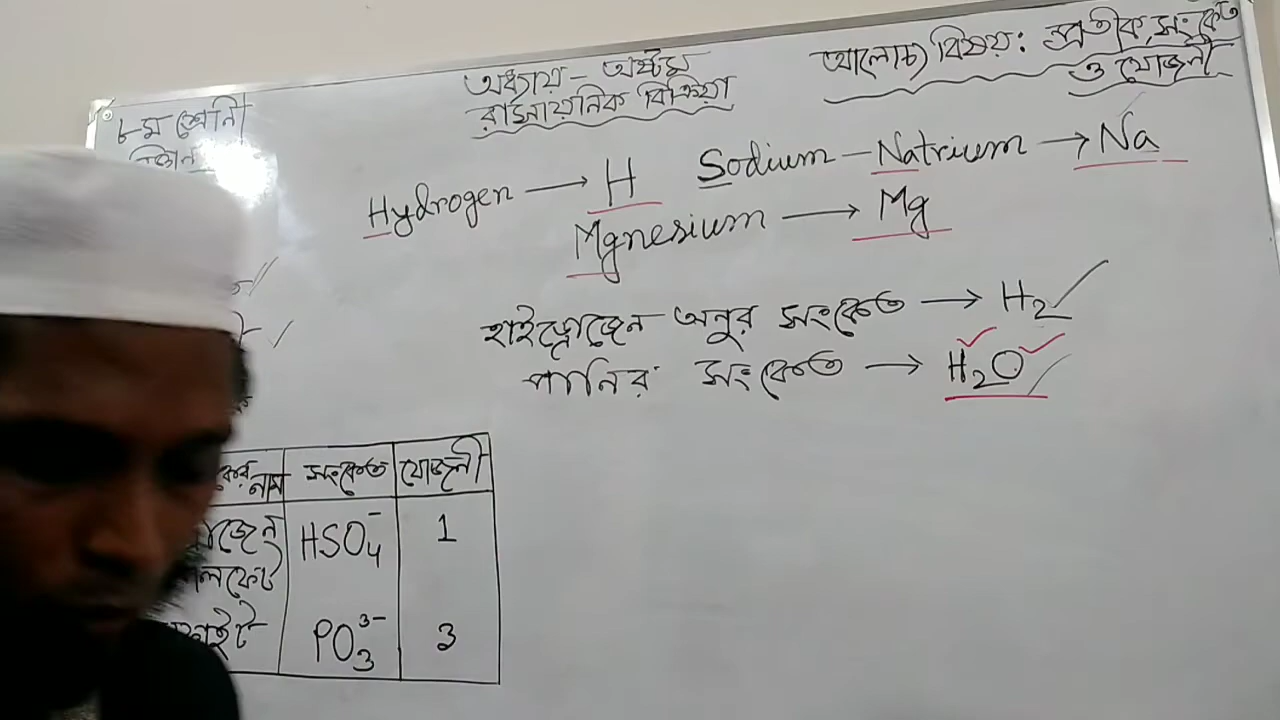 অধ্যায় – অষ্টম
রাসায়নিক বিক্রিয়া
আলোচ্য বিষয়: প্রতীক, সংকেত
ও যোজনী
৮ম শ্রেণী
Hydrogen → H
Sodium – Natrium → Na
Mgnesium → Mg
হাইড্রোজেন অনুর সংকেত → H₂
পানির সংকেত → H₂O
নাম সংকেত যোজনী
HSO₄⁻ 1
PO₃³⁻ 3